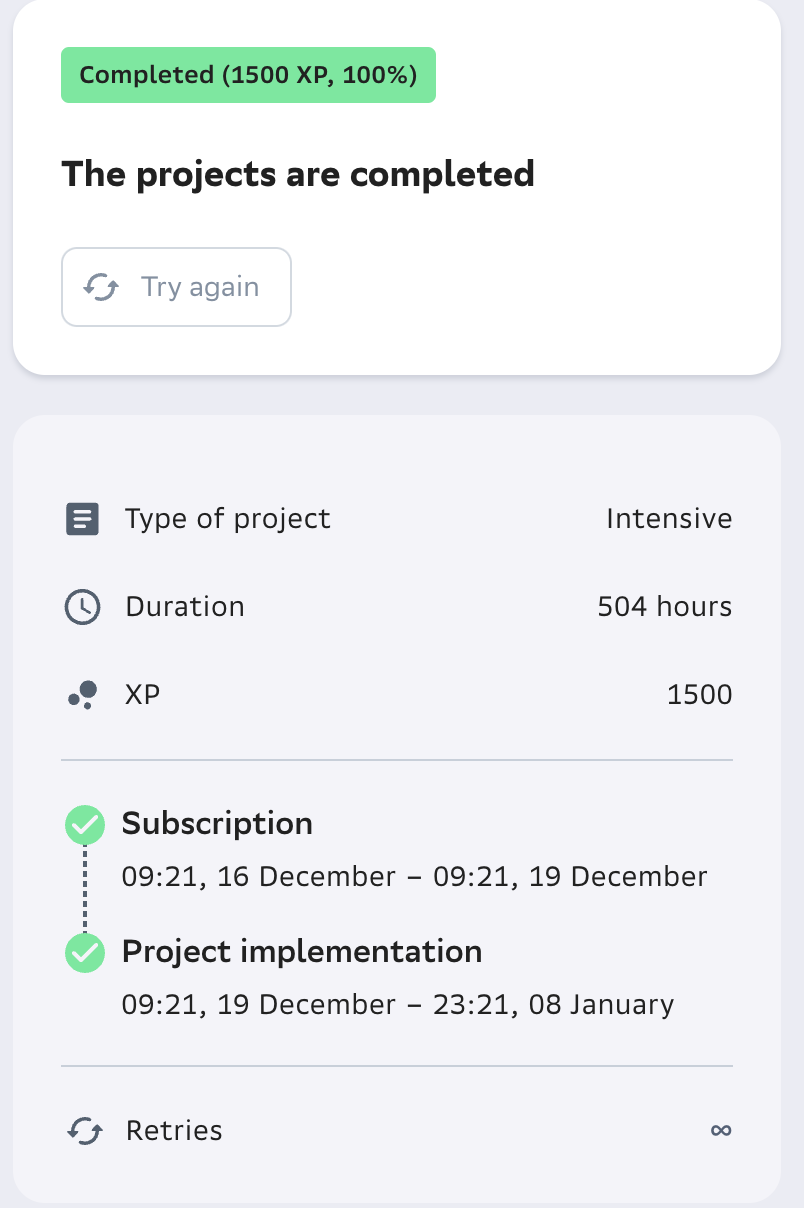 Completed (1500 XP, 100%)
The projects are completed
Try again
Type of project Intensive
Duration 504 hours
XP 1500
Subscription
09:21, 16 December – 09:21, 19 December
Project implementation
09:21, 19 December – 23:21, 08 January
Retries ∞